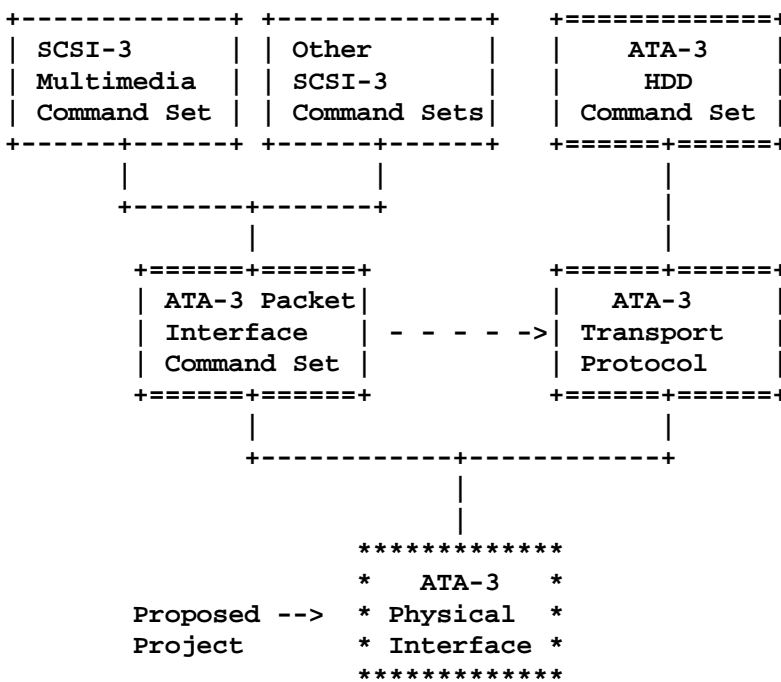 SCSI-3
Multimedia
Command Set
Other
SCSI-3
Command Sets
ATA-3
HDD
Command Set
ATA-3 Packet
Interface
Command Set
ATA-3
Transport
Protocol
Proposed -->
Project
ATA-3
Physical
Interface